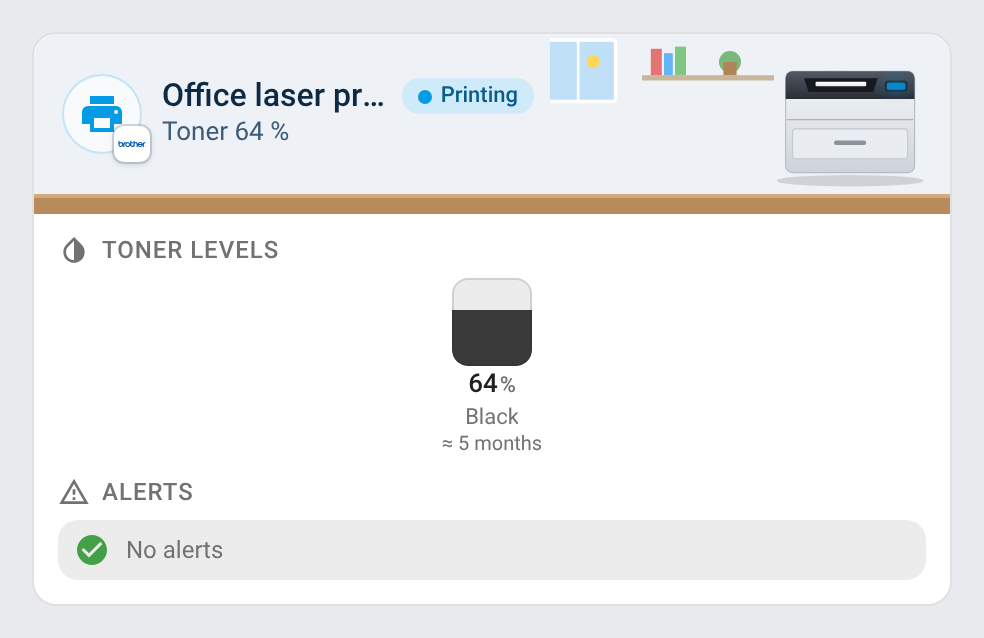 Office laser pr...
Printing
brother
Toner 64 %
TONER LEVELS
64%
Black
≈ 5 months
ALERTS
No alerts